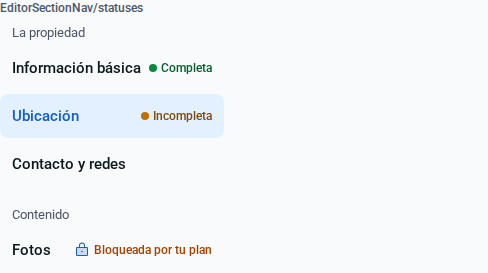 EditorSectionNav/statuses
La propiedad
Información básica Completa
Ubicación Incompleta
Contacto y redes
Contenido
Fotos Bloqueada por tu plan